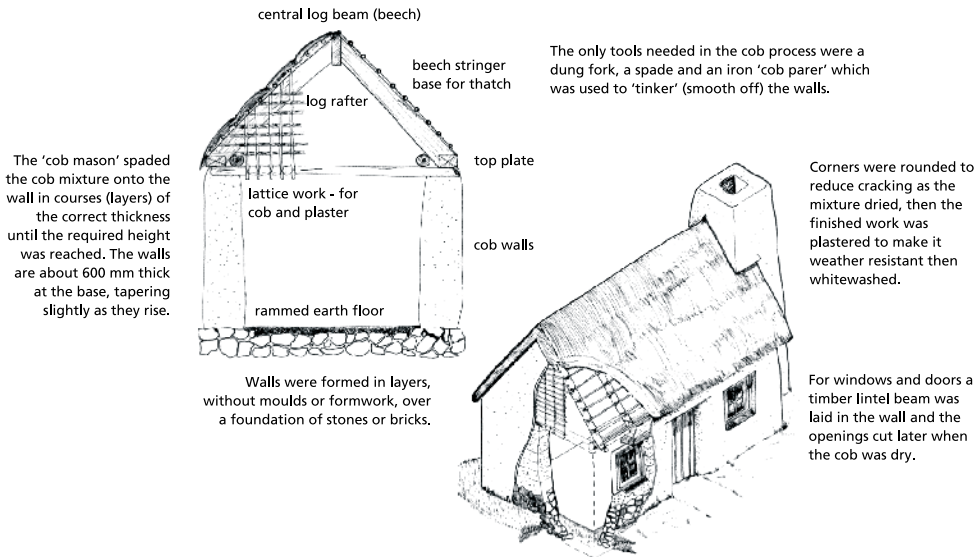 central log beam (beech)
beech stringer
base for thatch
log rafter
The only tools needed in the cob process were a
dung fork, a spade and an iron ‘cob parer’ which
was used to ‘tinker’ (smooth off) the walls.
The ‘cob mason’ spaded
the cob mixture onto the
wall in courses (layers) of
the correct thickness
until the required height
was reached. The walls
are about 600 mm thick
at the base, tapering
slightly as they rise.
top plate
lattice work - for
cob and plaster
cob walls
rammed earth floor
Corners were rounded to
reduce cracking as the
mixture dried, then the
finished work was
plastered to make it
weather resistant then
whitewashed.
Walls were formed in layers,
without moulds or formwork, over
a foundation of stones or bricks.
For windows and doors a
timber lintel beam was
laid in the wall and the
openings cut later when
the cob was dry.